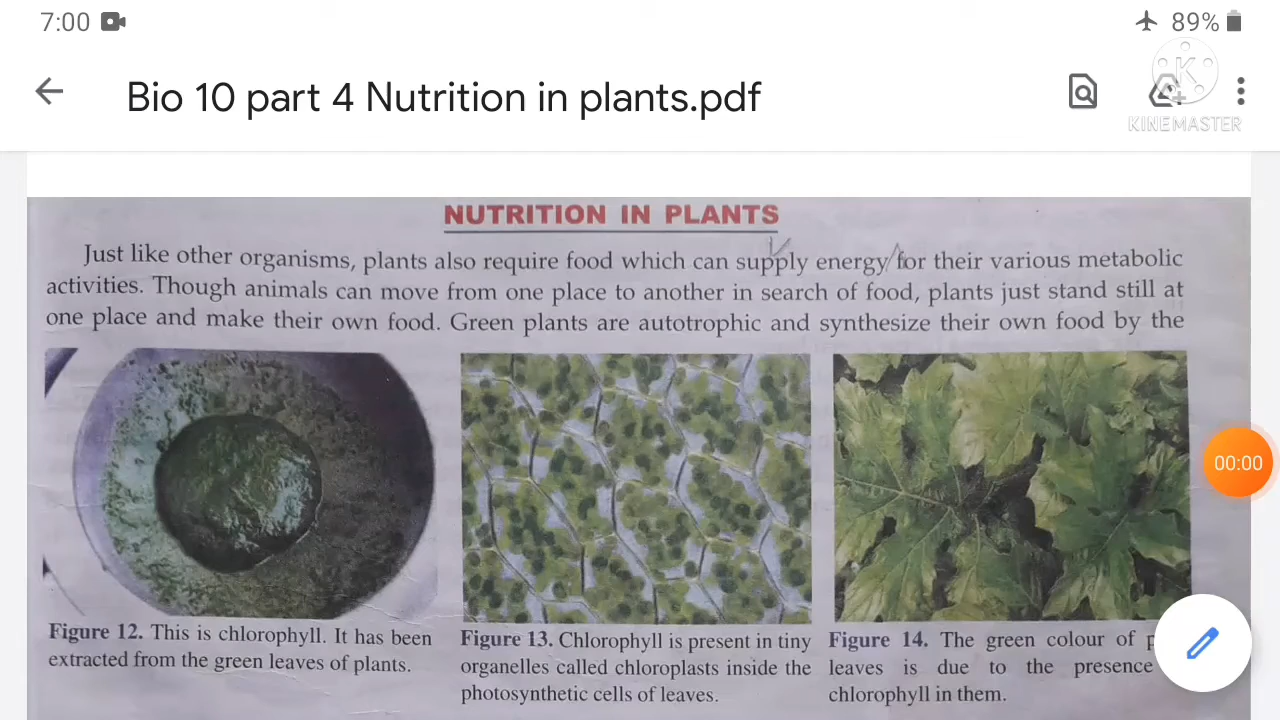 7:00
89%
Bio 10 part 4 Nutrition in plants.pdf
KINEMASTER
NUTRITION IN PLANTS
Just like other organisms, plants also require food which can supply energy for their various metabolic
activities. Though animals can move from one place to another in search of food, plants just stand still at
one place and make their own food. Green plants are autotrophic and synthesize their own food by the
00:00
Figure 12. This is chlorophyll. It has been
extracted from the green leaves of plants.
Figure 13. Chlorophyll is present in tiny
organelles called chloroplasts inside the
photosynthetic cells of leaves.
Figure 14. The green colour of
leaves is due to the presence
chlorophyll in them.